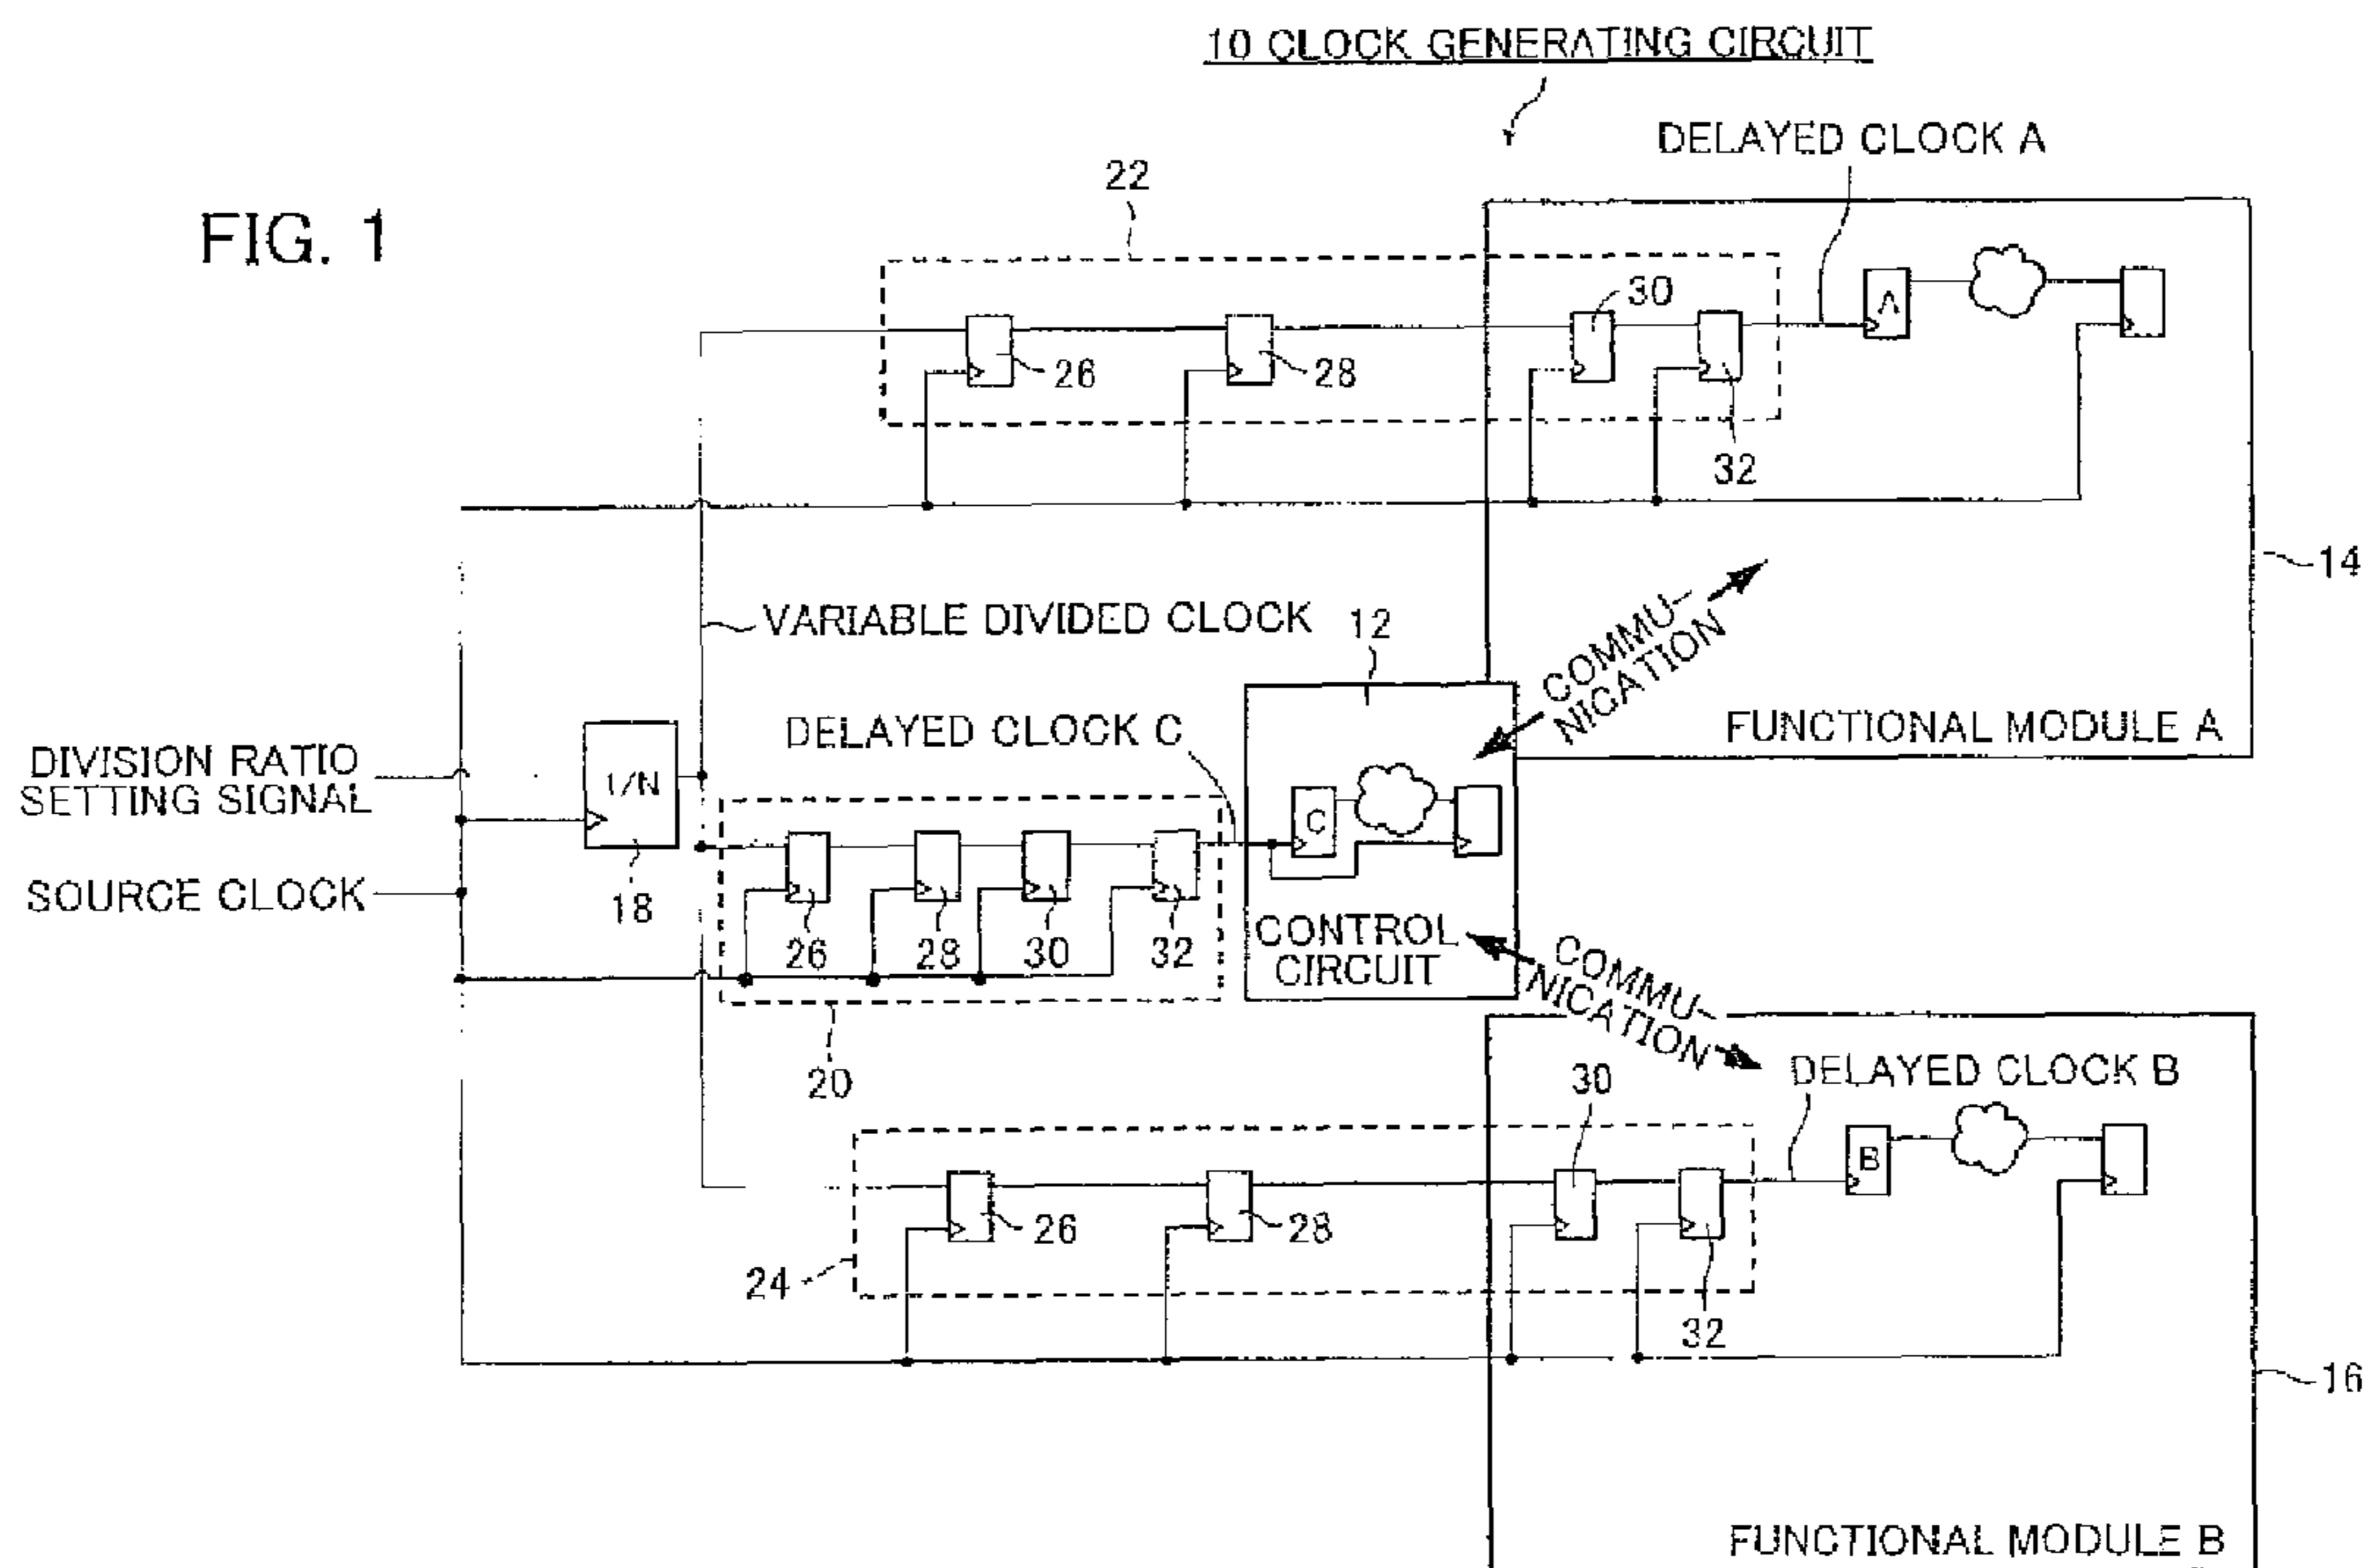 10 CLOCK GENERATING CIRCUIT
DELAYED CLOCK A
22
FIG. 1
30
A
26
28
32
14
VARIABLE DIVIDED CLOCK
12
COMMU-
NICATION
FUNCTIONAL MODULE A
DELAYED CLOCK C
DIVISION RATIO
SETTING SIGNAL
1/N
C
SOURCE CLOCK
18
26
28
30
32
CONTROL
CIRCUIT
COMMU-
NICATION
20
30
DELAYED CLOCK B
B
26
28
24
32
16
FUNCTIONAL MODULE B